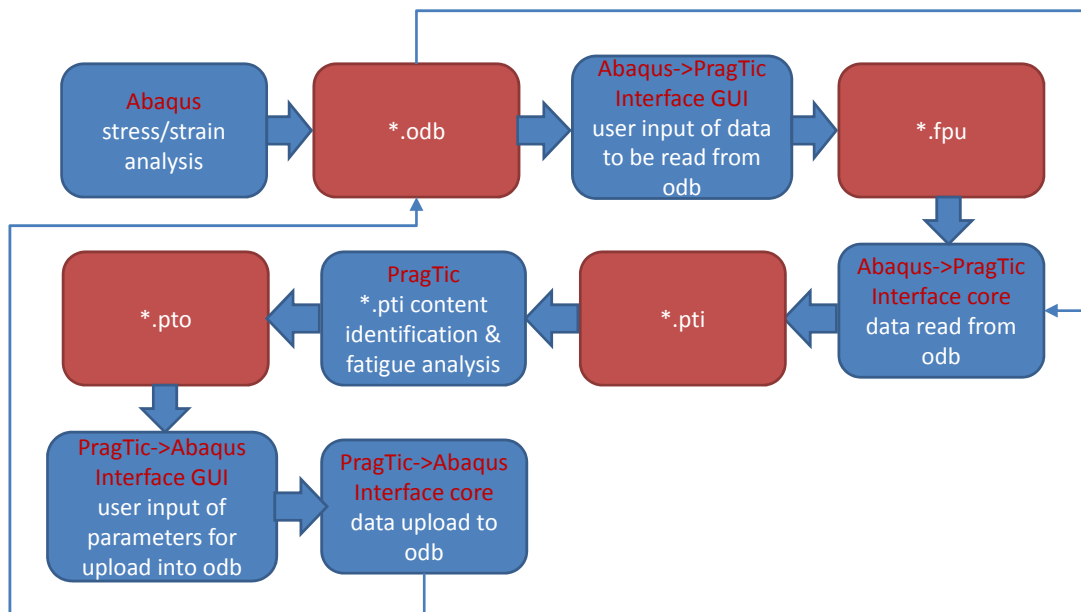 Abaqus
stress/strain
analysis
*.odb
Abaqus->PragTic
Interface GUI
user input of data
to be read from
odb
*.fpu
*.pto
PragTic
*.pti content
identification &
fatigue analysis
*.pti
Abaqus->PragTic
Interface core
data read from
odb
PragTic->Abaqus
Interface GUI
user input of
parameters for
upload into odb
PragTic->Abaqus
Interface core
data upload to
odb